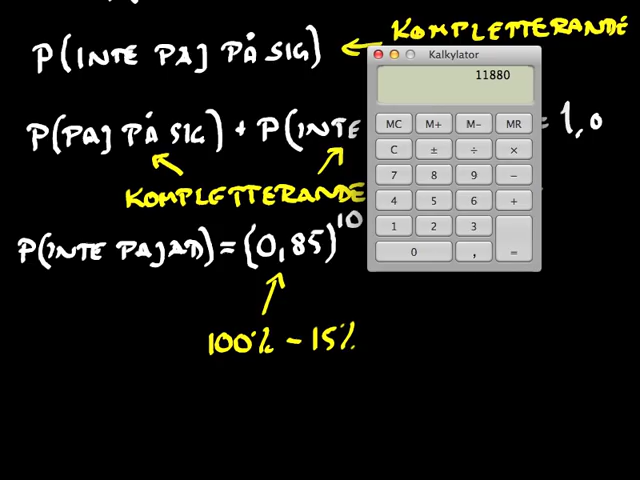 KOMPLETTERANDE
P(INTE PAJ PÅ SIG)
Kalkylator
11880
P(PAJ PÅ SIG) + P(INTE = 1,0
KOMPLETTERANDE
P(INTE PAJAD) = (0,85)^10
100% - 15%
MC M+ M- MR
C ± ÷ ×
7 8 9 −
4 5 6 +
1 2 3
0 , =